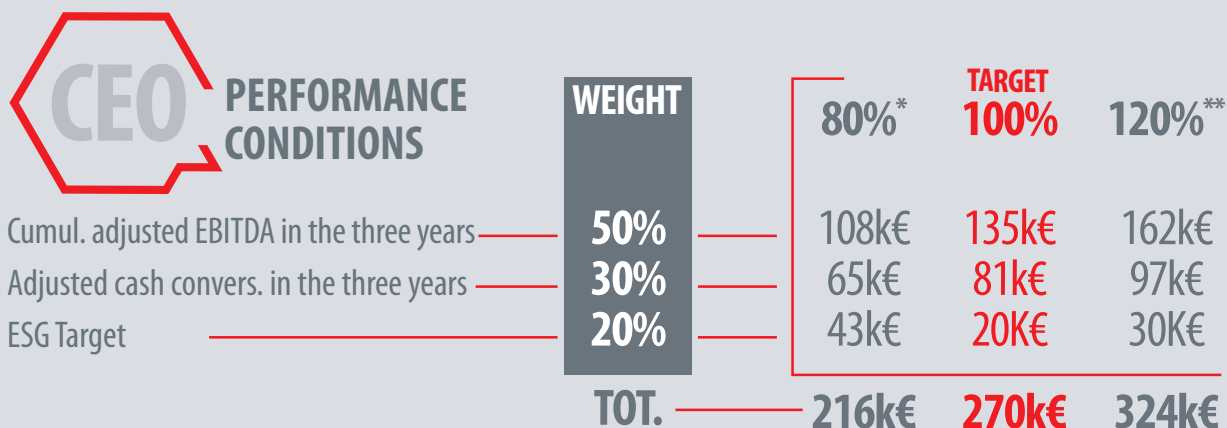 CEO
PERFORMANCE
CONDITIONS
WEIGHT
TARGET
80%* 100% 120%**
Cumul. adjusted EBITDA in the three years 50% 108k€ 135k€ 162k€
Adjusted cash convers. in the three years 30% 65k€ 81k€ 97k€
ESG Target 20% 43k€ 20K€ 30K€
TOT. 216k€ 270k€ 324k€